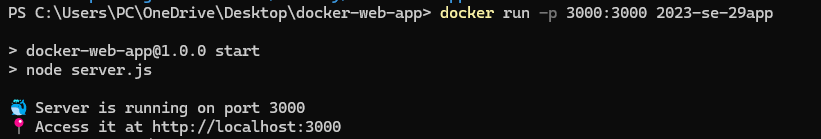 PS C:\Users\PC\OneDrive\Desktop\docker-web-app> docker run -p 3000:3000 2023-se-29app
> docker-web-app@1.0.0 start
> node server.js
🐳 Server is running on port 3000
📍 Access it at http://localhost:3000